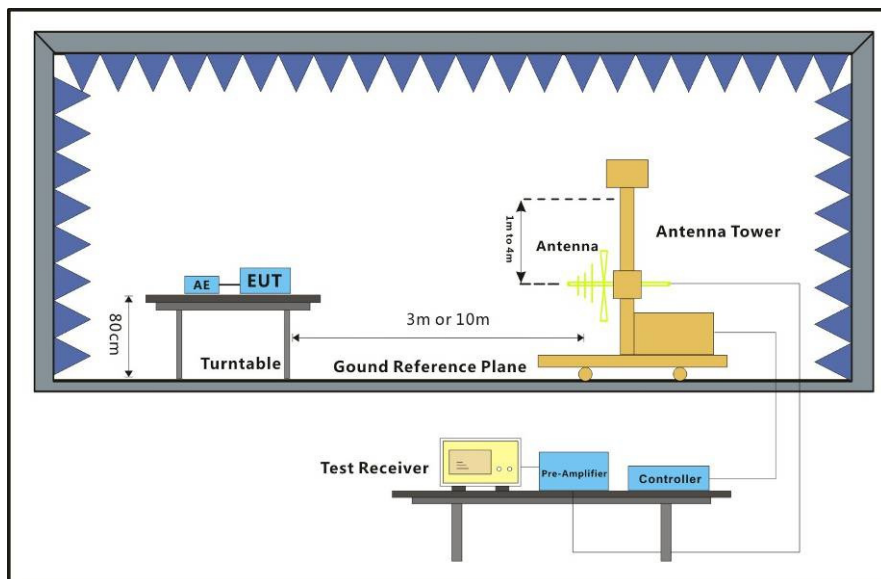 1m to 4m
Antenna
Antenna Tower
AE
EUT
80cm
3m or 10m
Turntable
Gound Reference Plane
Test Receiver
Pre-Amplifier
Controller